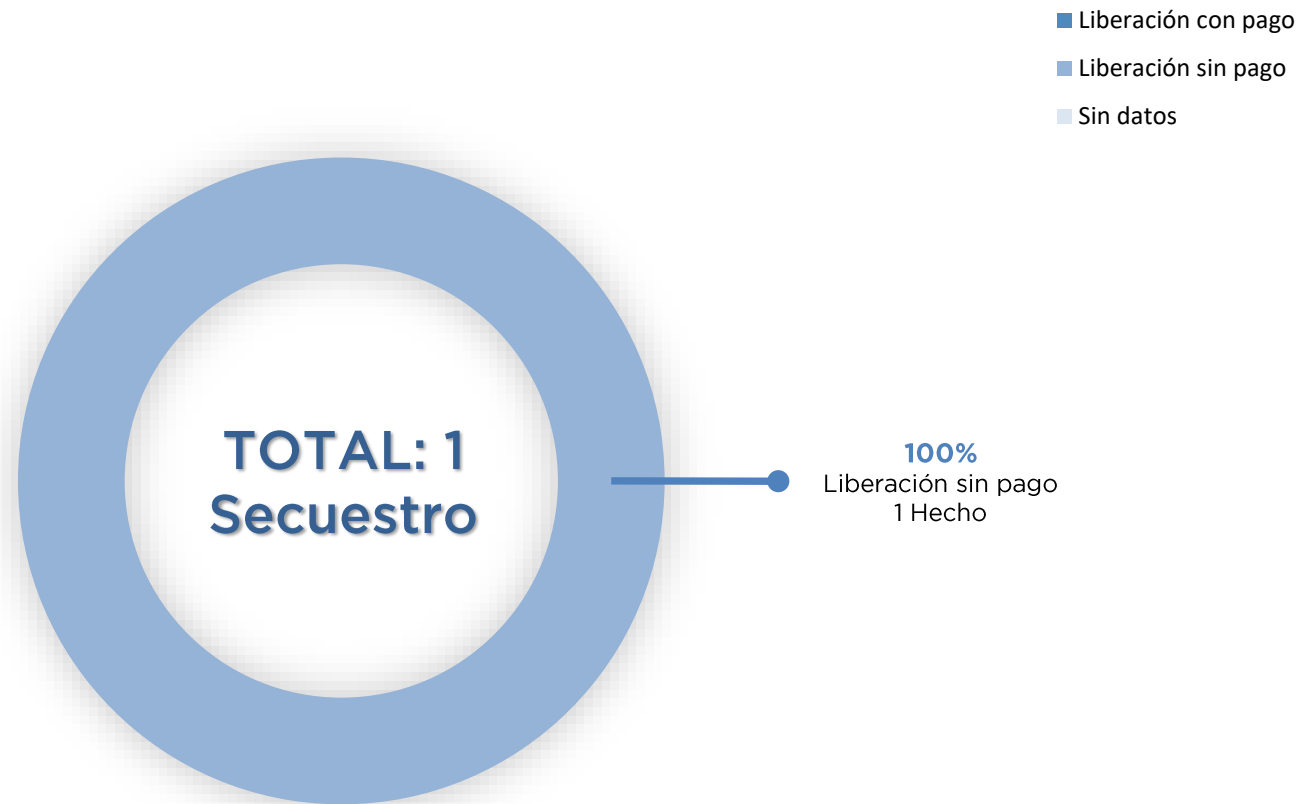 Liberación con pago
Liberación sin pago
Sin datos
TOTAL: 1
Secuestro
100%
Liberación sin pago
1 Hecho